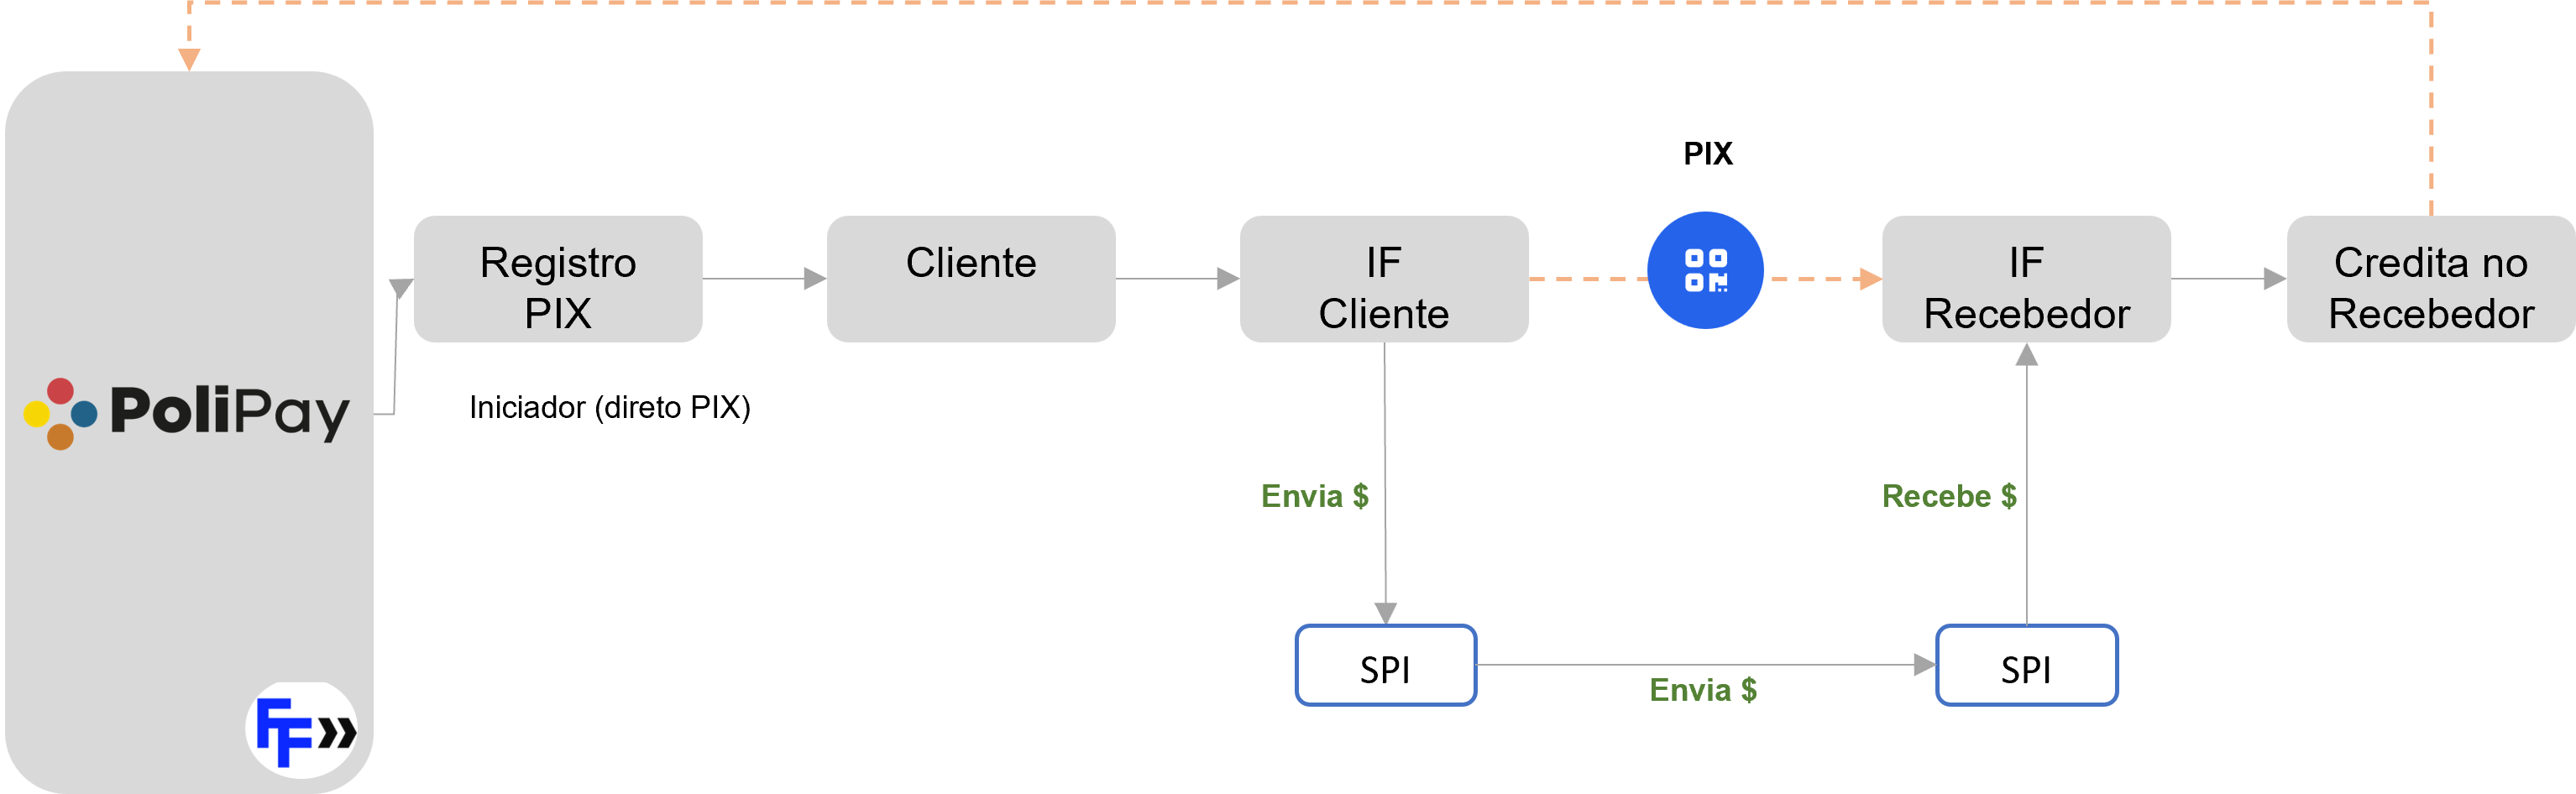 PIX
Registro
PIX
Cliente
IF
Cliente
IF
Recebedor
Credita no
Recebedor
PoliPay
Iniciador (direto PIX)
Envia $
Recebe $
SPI
Envia $
SPI
FF